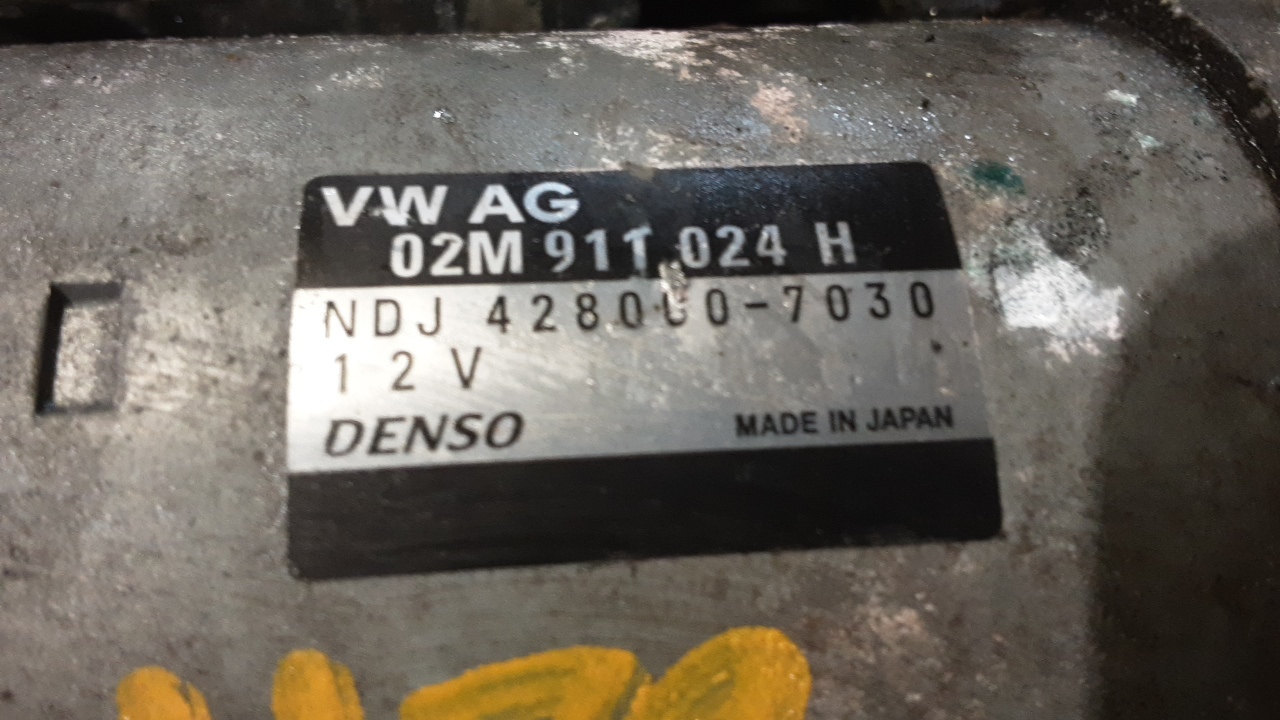 VW AG
02M 911 024 H
NDJ 428000-7030
12V
DENSO MADE IN JAPAN